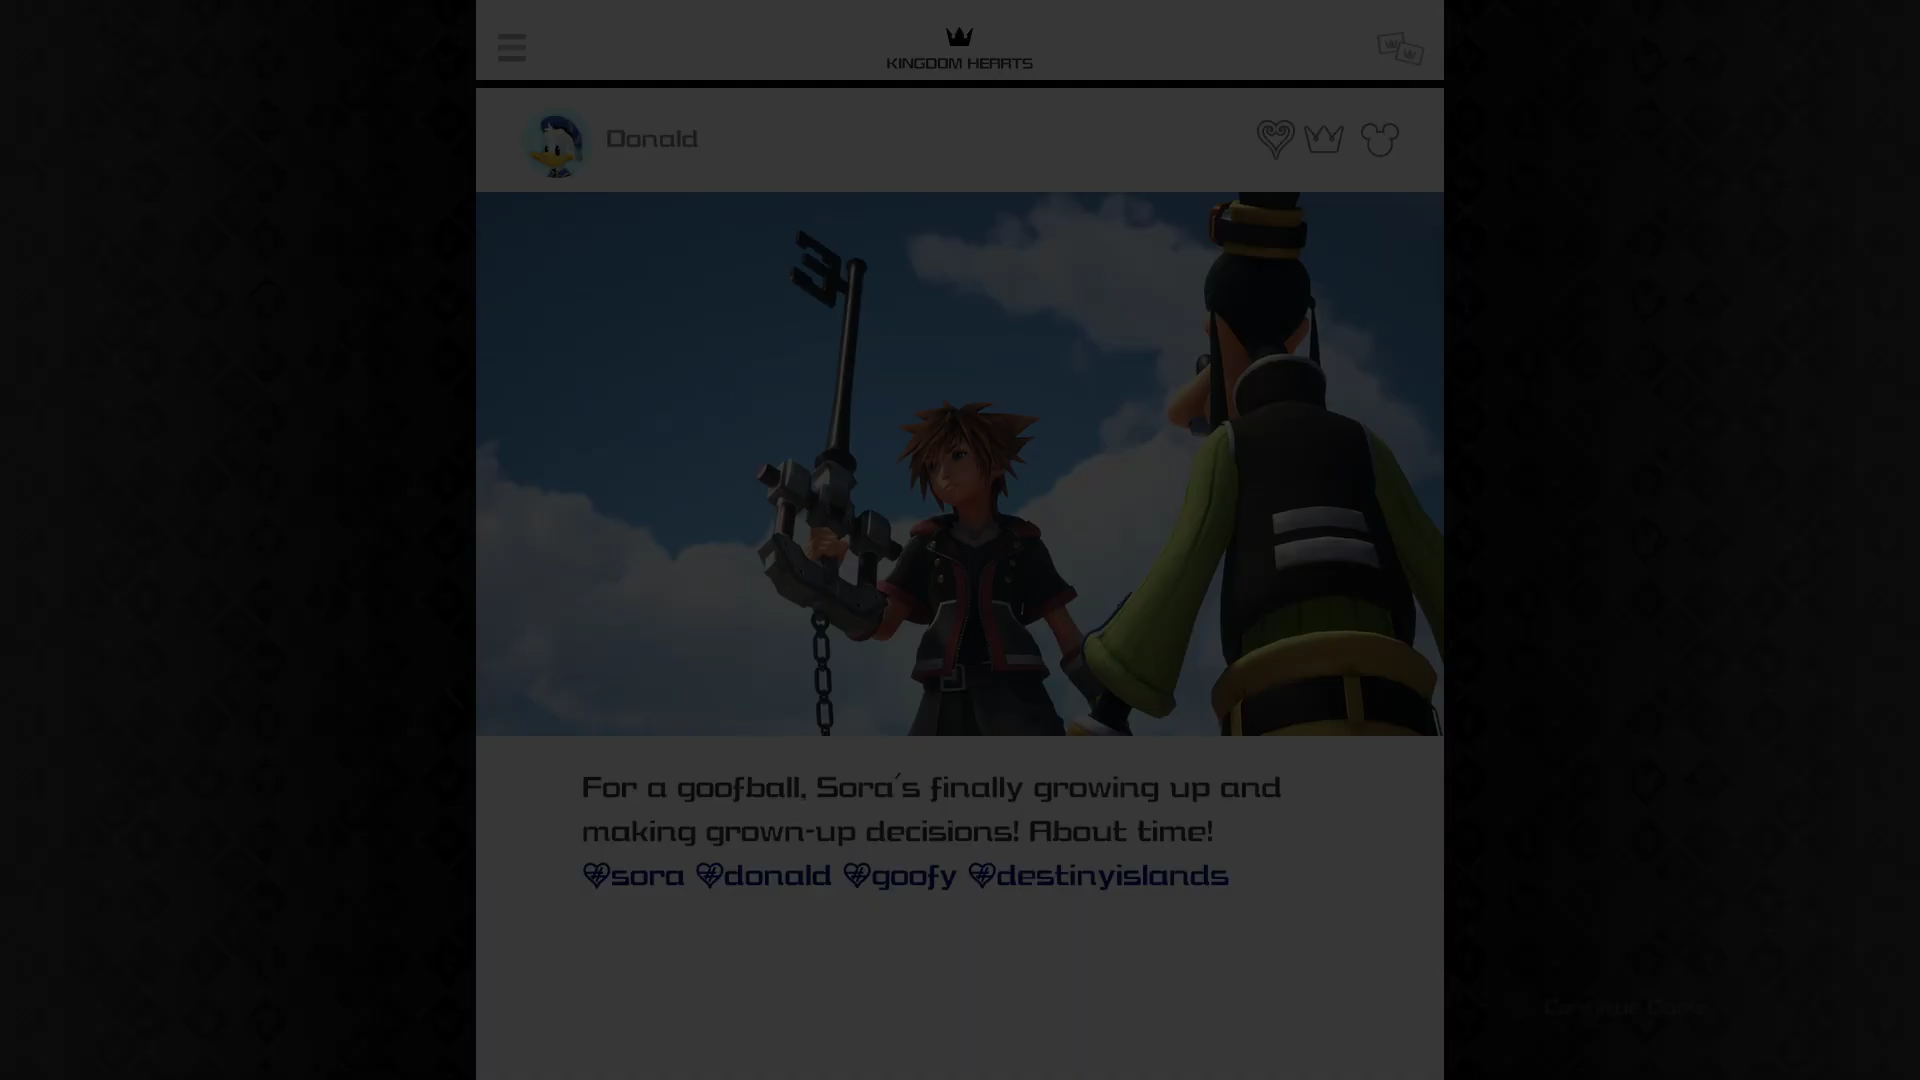 KINGDOM HEARTS
Donald
For a goofball, Sora's finally growing up and
making grown-up decisions! About time!
#sora #donald #goofy #destinyislands